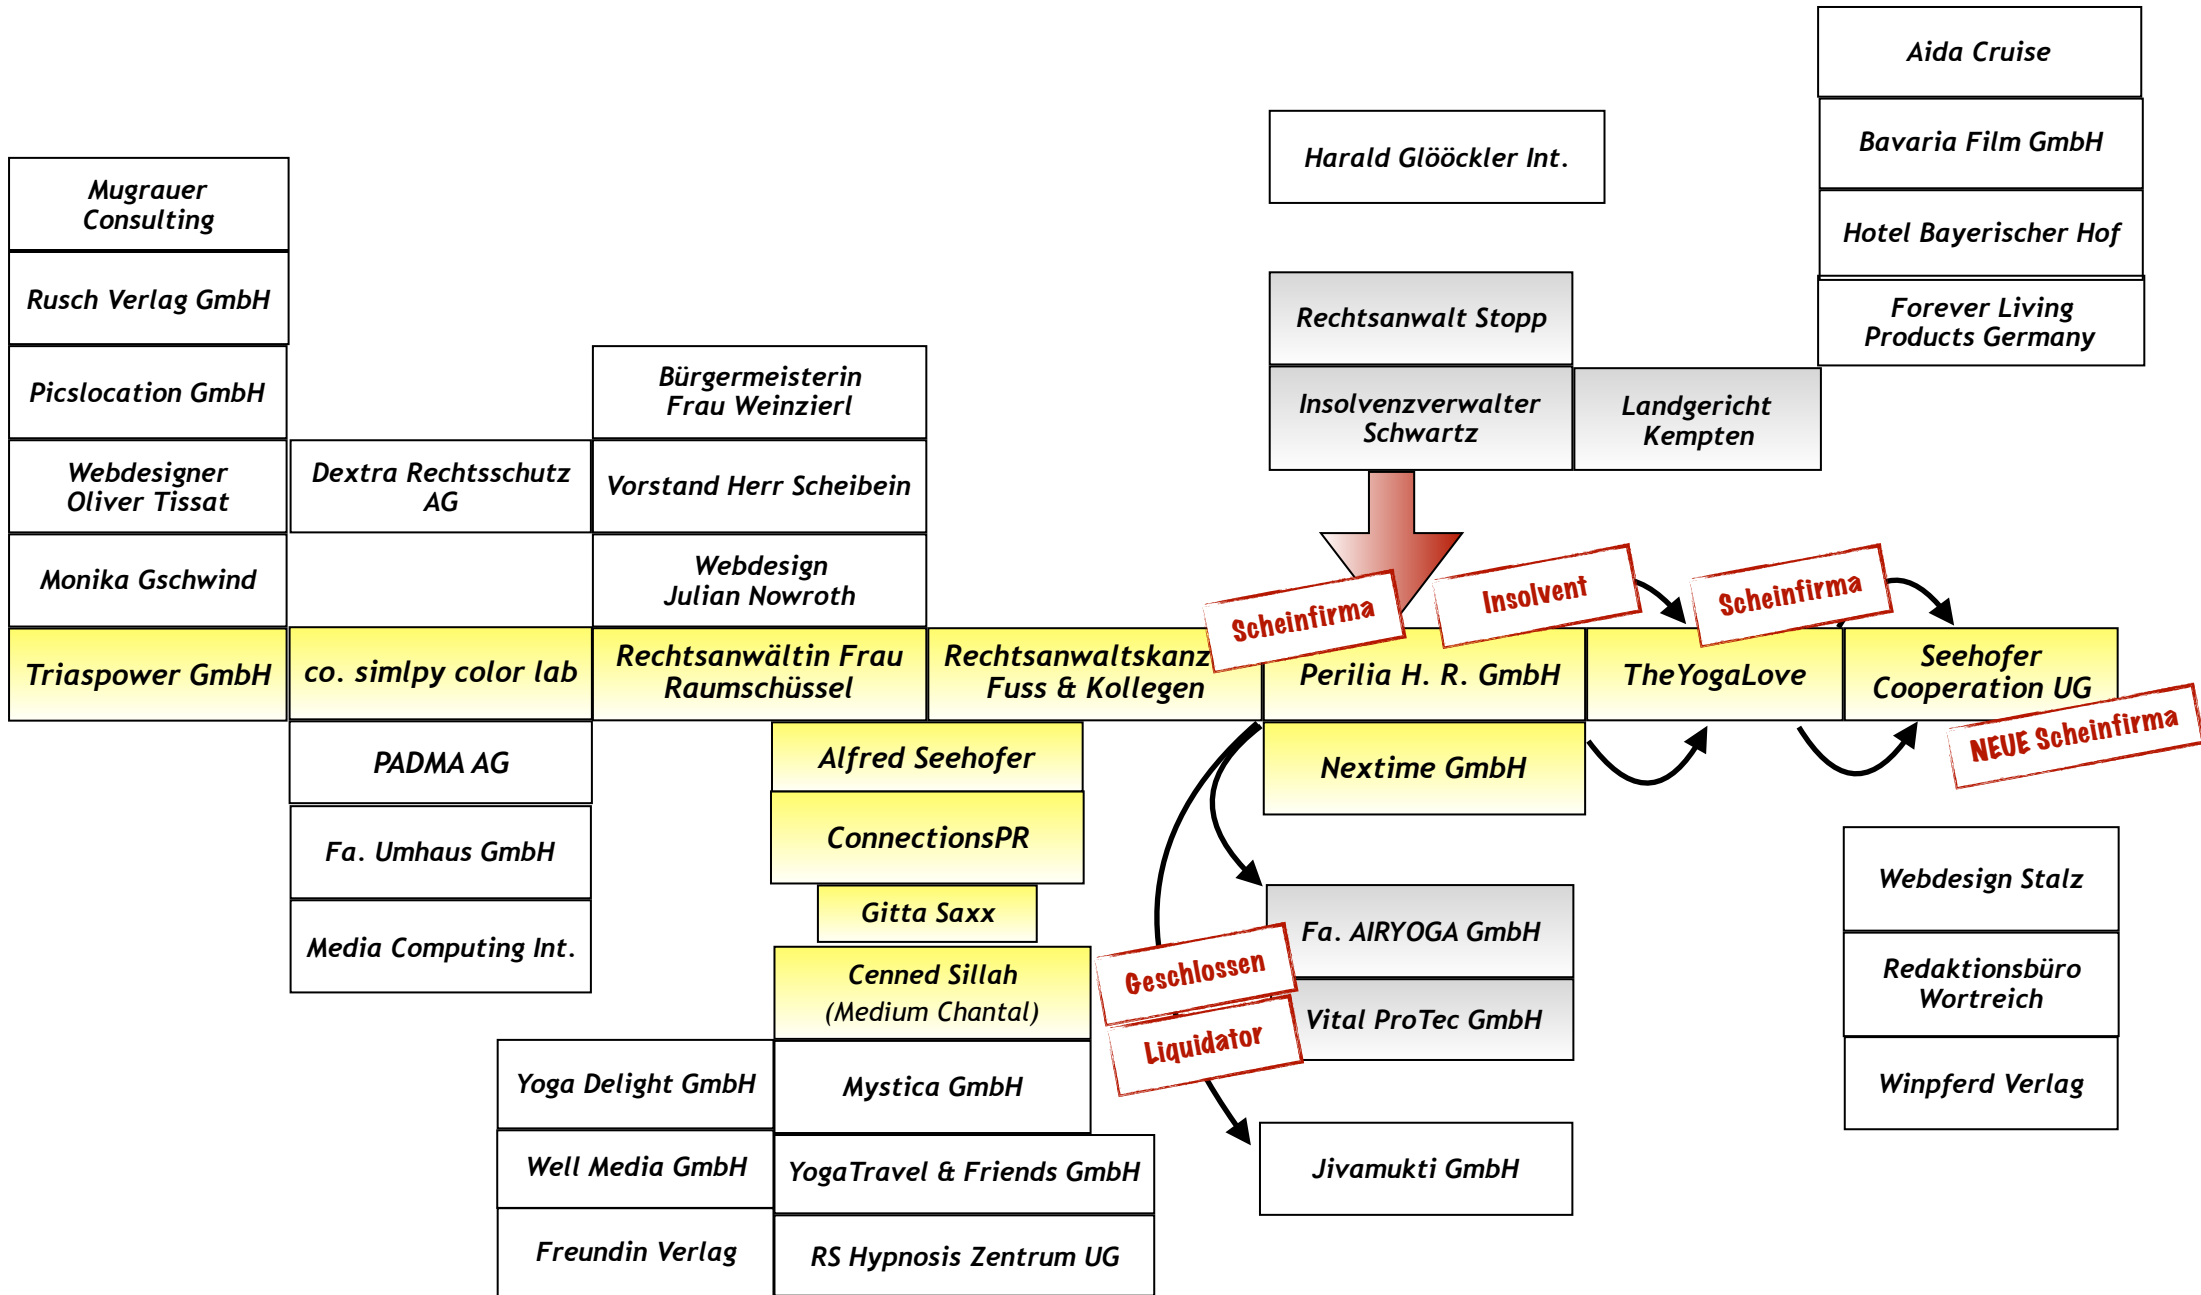 Aida Cruise
Bavaria Film GmbH
Harald Glööckler Int.
Mugrauer
Consulting
Hotel Bayerischer Hof
Rusch Verlag GmbH
Rechtsanwalt Stopp
Forever Living
Products Germany
Picslocation GmbH
Bürgermeisterin
Frau Weinzierl
Insolvenzverwalter
Schwartz
Landgericht
Kempten
Webdesigner
Oliver Tissat
Dextra Rechtsschutz
AG
Vorstand Herr Scheibein
Monika Gschwind
Webdesign
Julian Nowroth
Scheinfirma
Insolvent
Scheinfirma
Triaspower GmbH
co. simlpy color lab
Rechtsanwältin Frau
Raumschüssel
Rechtsanwaltskanz
Fuss & Kollegen
Perilia H. R. GmbH
TheYogaLove
Seehofer
Cooperation UG
NEUE Scheinfirma
PADMA AG
Alfred Seehofer
Nextime GmbH
Fa. Umhaus GmbH
ConnectionsPR
Webdesign Stalz
Gitta Saxx
Fa. AIRYOGA GmbH
Media Computing Int.
Cenned Sillah
(Medium Chantal)
Geschlossen
Redaktionsbüro
Wortreich
Vital ProTec GmbH
Liquidator
Yoga Delight GmbH
Mystica GmbH
Winpferd Verlag
Well Media GmbH
YogaTravel & Friends GmbH
Jivamukti GmbH
Freundin Verlag
RS Hypnosis Zentrum UG